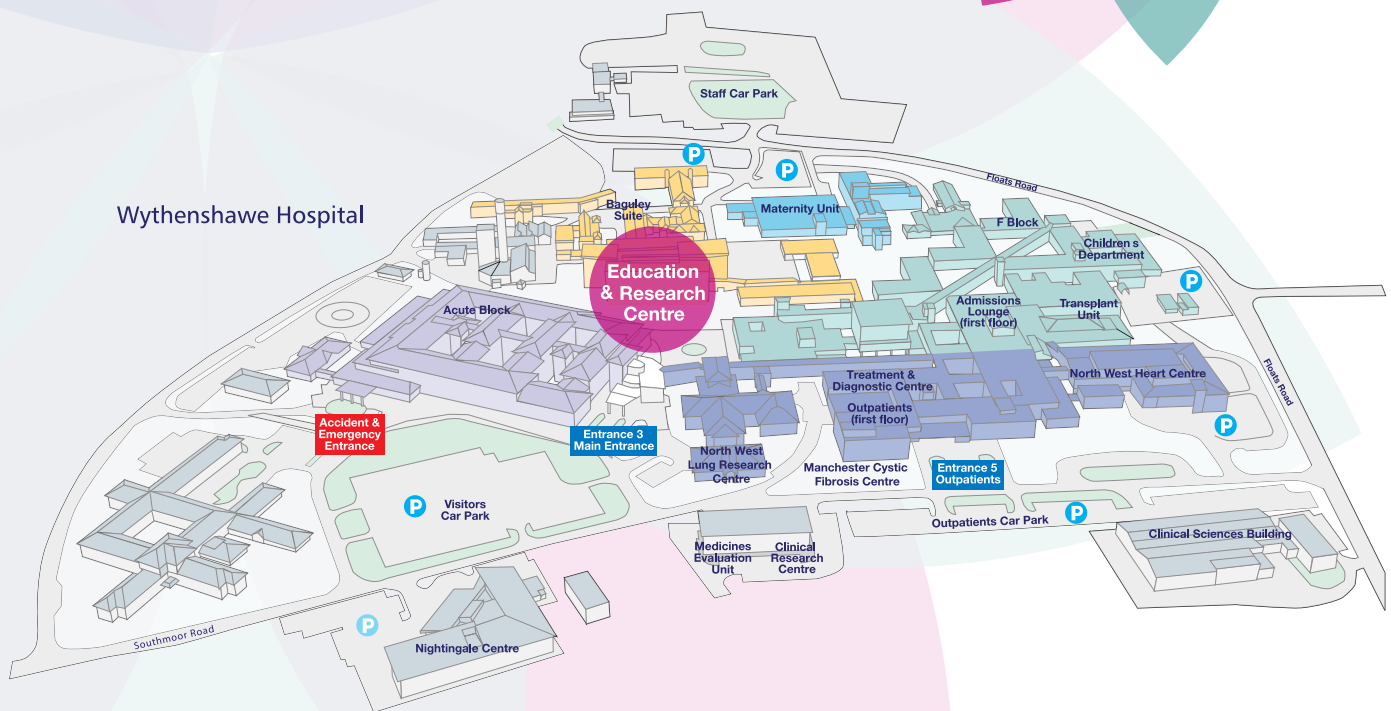 Staff Car Park
P
P
Floats Road
Wythenshawe Hospital
Baguley
Suite
Maternity Unit
F Block
Children s
Department
Education
& Research
Centre
P
Acute Block
Admissions
Lounge
(first floor)
Transplant
Unit
Floats Road
Treatment &
Diagnostic Centre
North West Heart Centre
Outpatients
(first floor)
Accident &
Emergency
Entrance
Entrance 3
Main Entrance
P
North West
Lung Research
Centre
Manchester Cystic
Fibrosis Centre
Entrance 5
Outpatients
P
Visitors
Car Park
Outpatients Car Park
P
Clinical Sciences Building
Medicines
Evaluation
Unit
Clinical
Research
Centre
P
Southmoor Road
Nightingale Centre